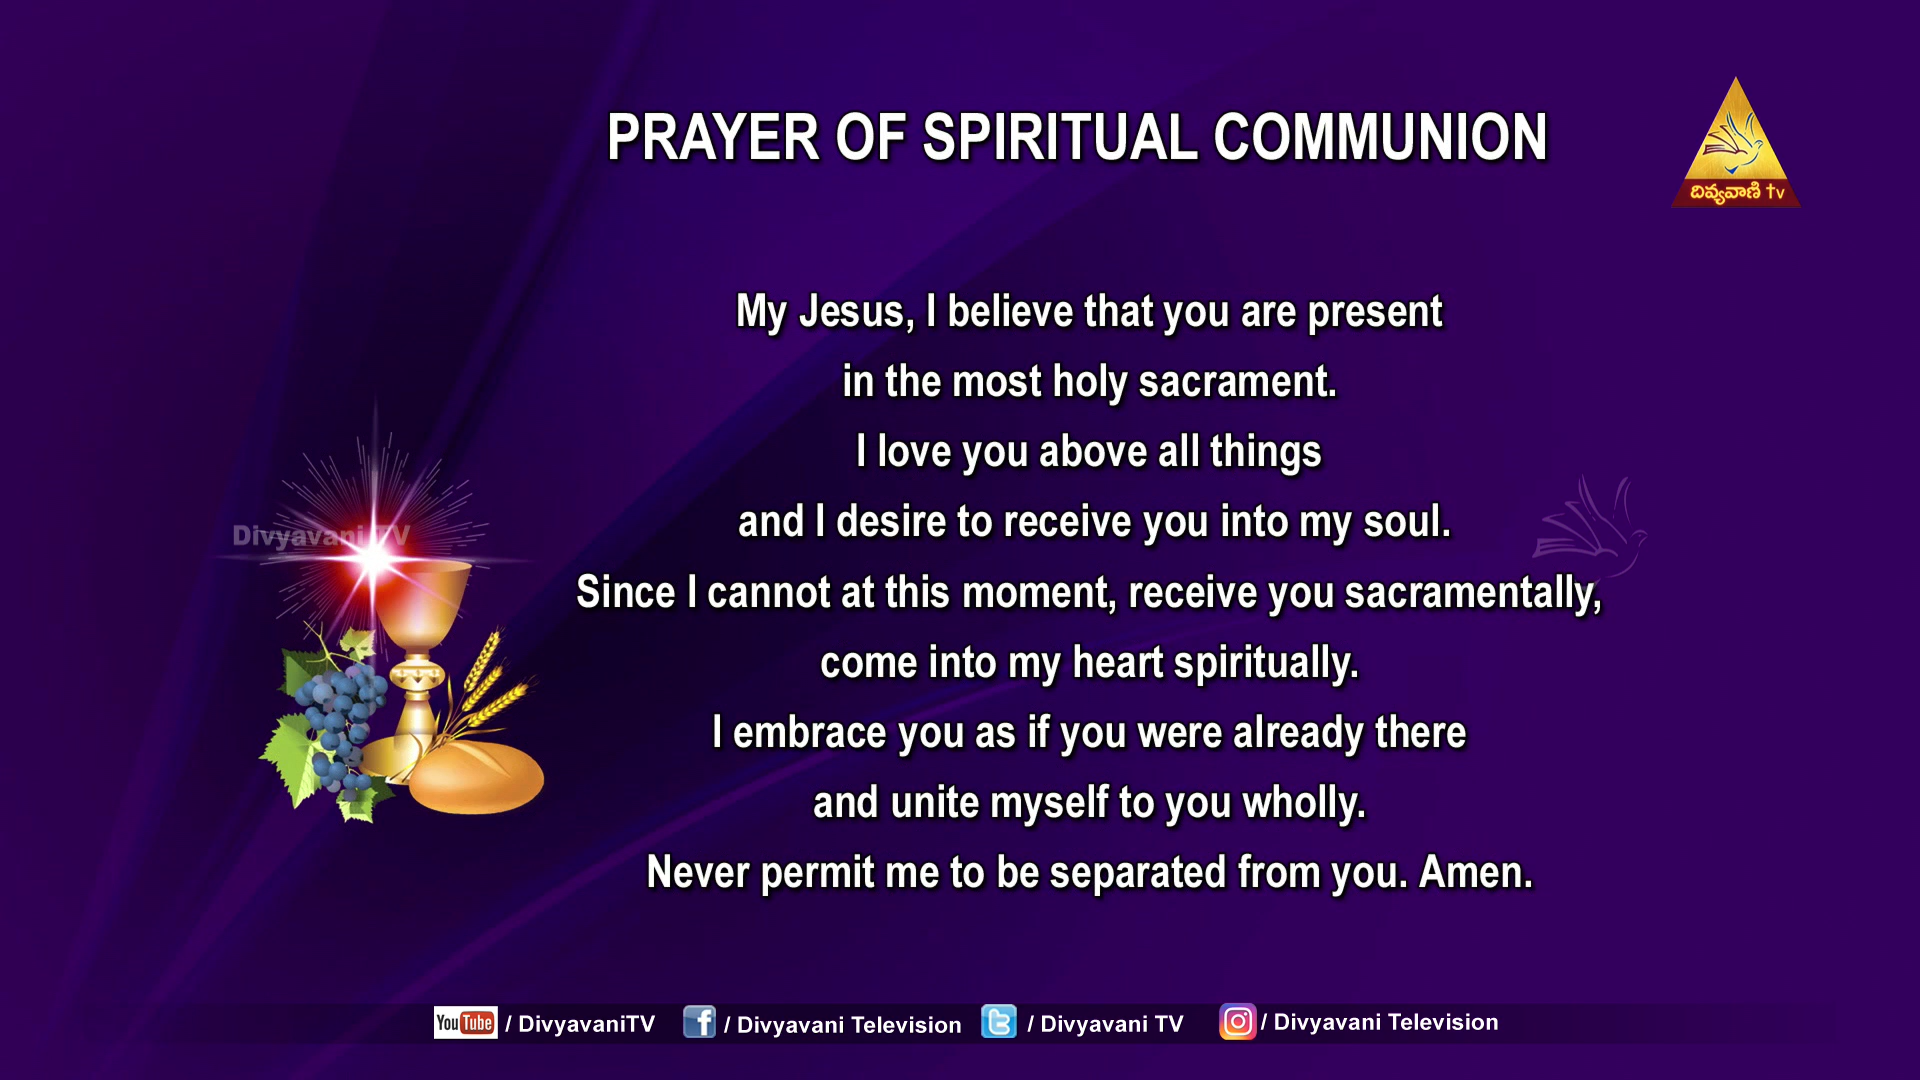 PRAYER OF SPIRITUAL COMMUNION
దివ్యవాణి tv
My Jesus, I believe that you are present
in the most holy sacrament.
I love you above all things
and I desire to receive you into my soul.
Since I cannot at this moment, receive you sacramentally,
come into my heart spiritually.
I embrace you as if you were already there
and unite myself to you wholly.
Never permit me to be separated from you. Amen.
Divyavani TV
YouTube / DivyavaniTV f / Divyavani Television / Divyavani TV / Divyavani Television